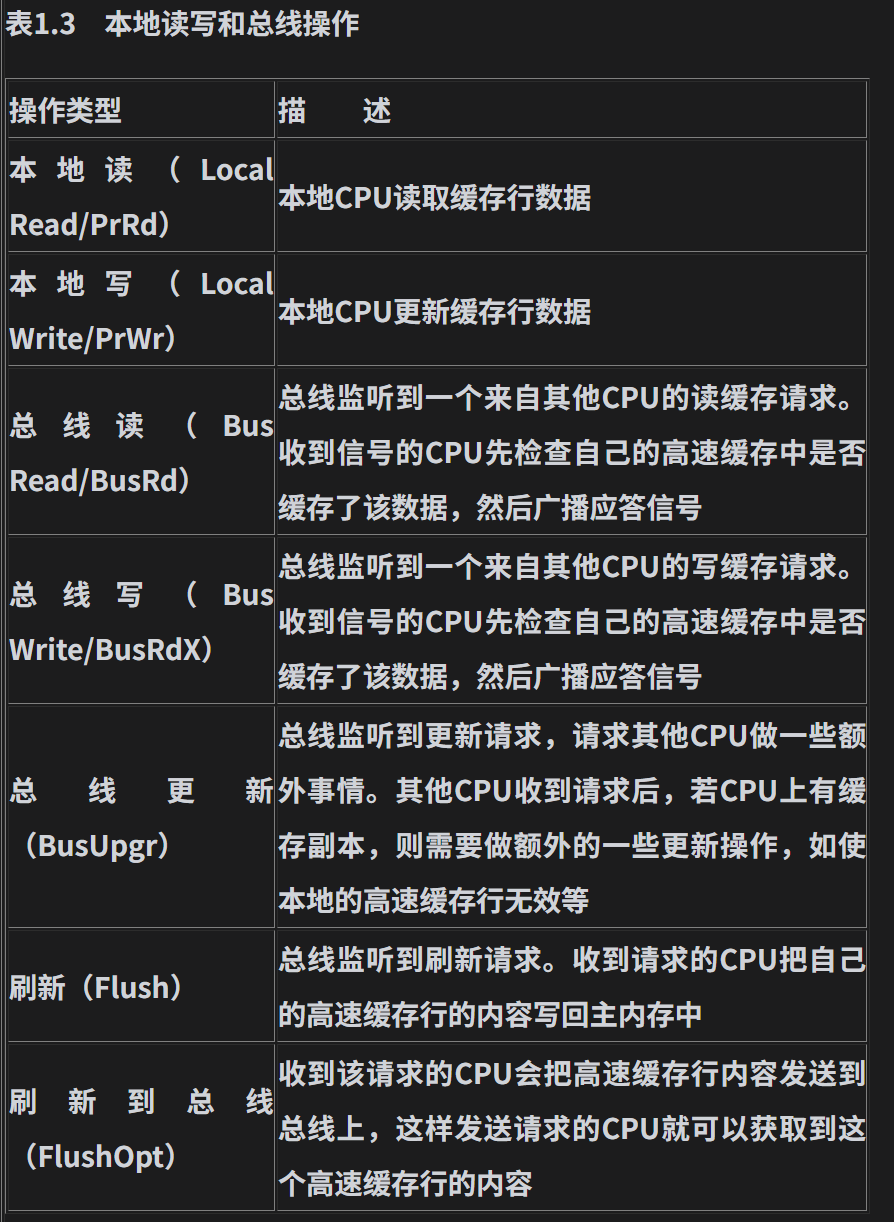 表1.3 本地读写和总线操作
操作类型
描 述
本地读(Local
Read/PrRd)
本地CPU读取缓存行数据
本地写(Local
Write/PrWr)
本地CPU更新缓存行数据
总线读(Bus
Read/BusRd)
总线监听到一个来自其他CPU的读缓存请求。
收到信号的CPU先检查自己的高速缓存中是否
缓存了该数据，然后广播应答信号
总线写(Bus
Write/BusRdX)
总线监听到一个来自其他CPU的写缓存请求。
收到信号的CPU先检查自己的高速缓存中是否
缓存了该数据，然后广播应答信号
总线更新
（BusUpgr）
总线监听到更新请求，请求其他CPU做一些额
外事情。其他CPU收到请求后，若CPU上有缓
存副本，则需要做额外的一些更新操作，如使
本地的高速缓存行无效等
刷新（Flush）
总线监听到刷新请求。收到请求的CPU把自己
的高速缓存行的内容写回主内存中
刷新到总线
（FlushOpt）
收到该请求的CPU会把高速缓存行内容发送到
总线上，这样发送请求的CPU就可以获取到这
个高速缓存行的内容